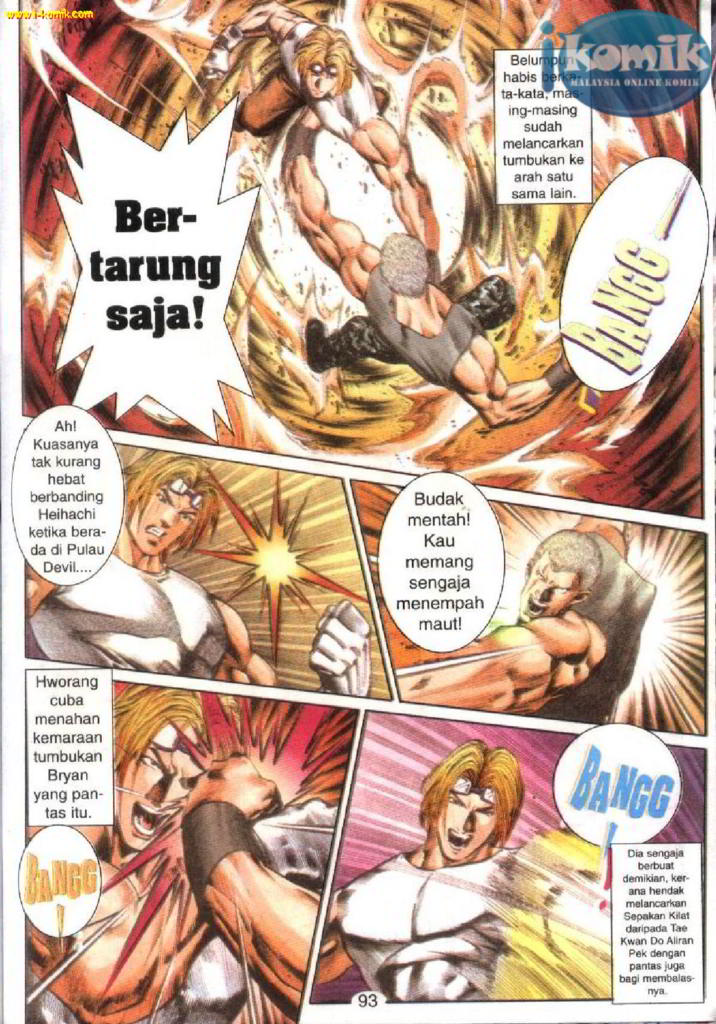 www.i-komik.com
ikomik
MALAYSIA ONLINE KOMIK
Belumpun
habis berka-
ta-kata, mas-
ing-masing
sudah
melancarkan
tumbukan ke
arah satu
sama lain.
Ber-
tarung
saja!
BANGG
Ah!
Kuasanya
tak kurang
hebat
berbanding
Heihachi
ketika bera-
da di Pulau
Devil....
Budak
mentah!
Kau
memang
sengaja
menempah
maut!
Hworang
cuba
menahan
kemaraan
tumbukan
Bryan
yang pan-
tas itu.
BANGG
!
BANGG
!
Dia sengaja
berbuat
demikian, ker-
ana hendak
melancarkan
Sepakan Kilat
daripada Tae
Kwan Do Aliran
Pek dengan
pantas juga
bagi membalas-
nya.
93